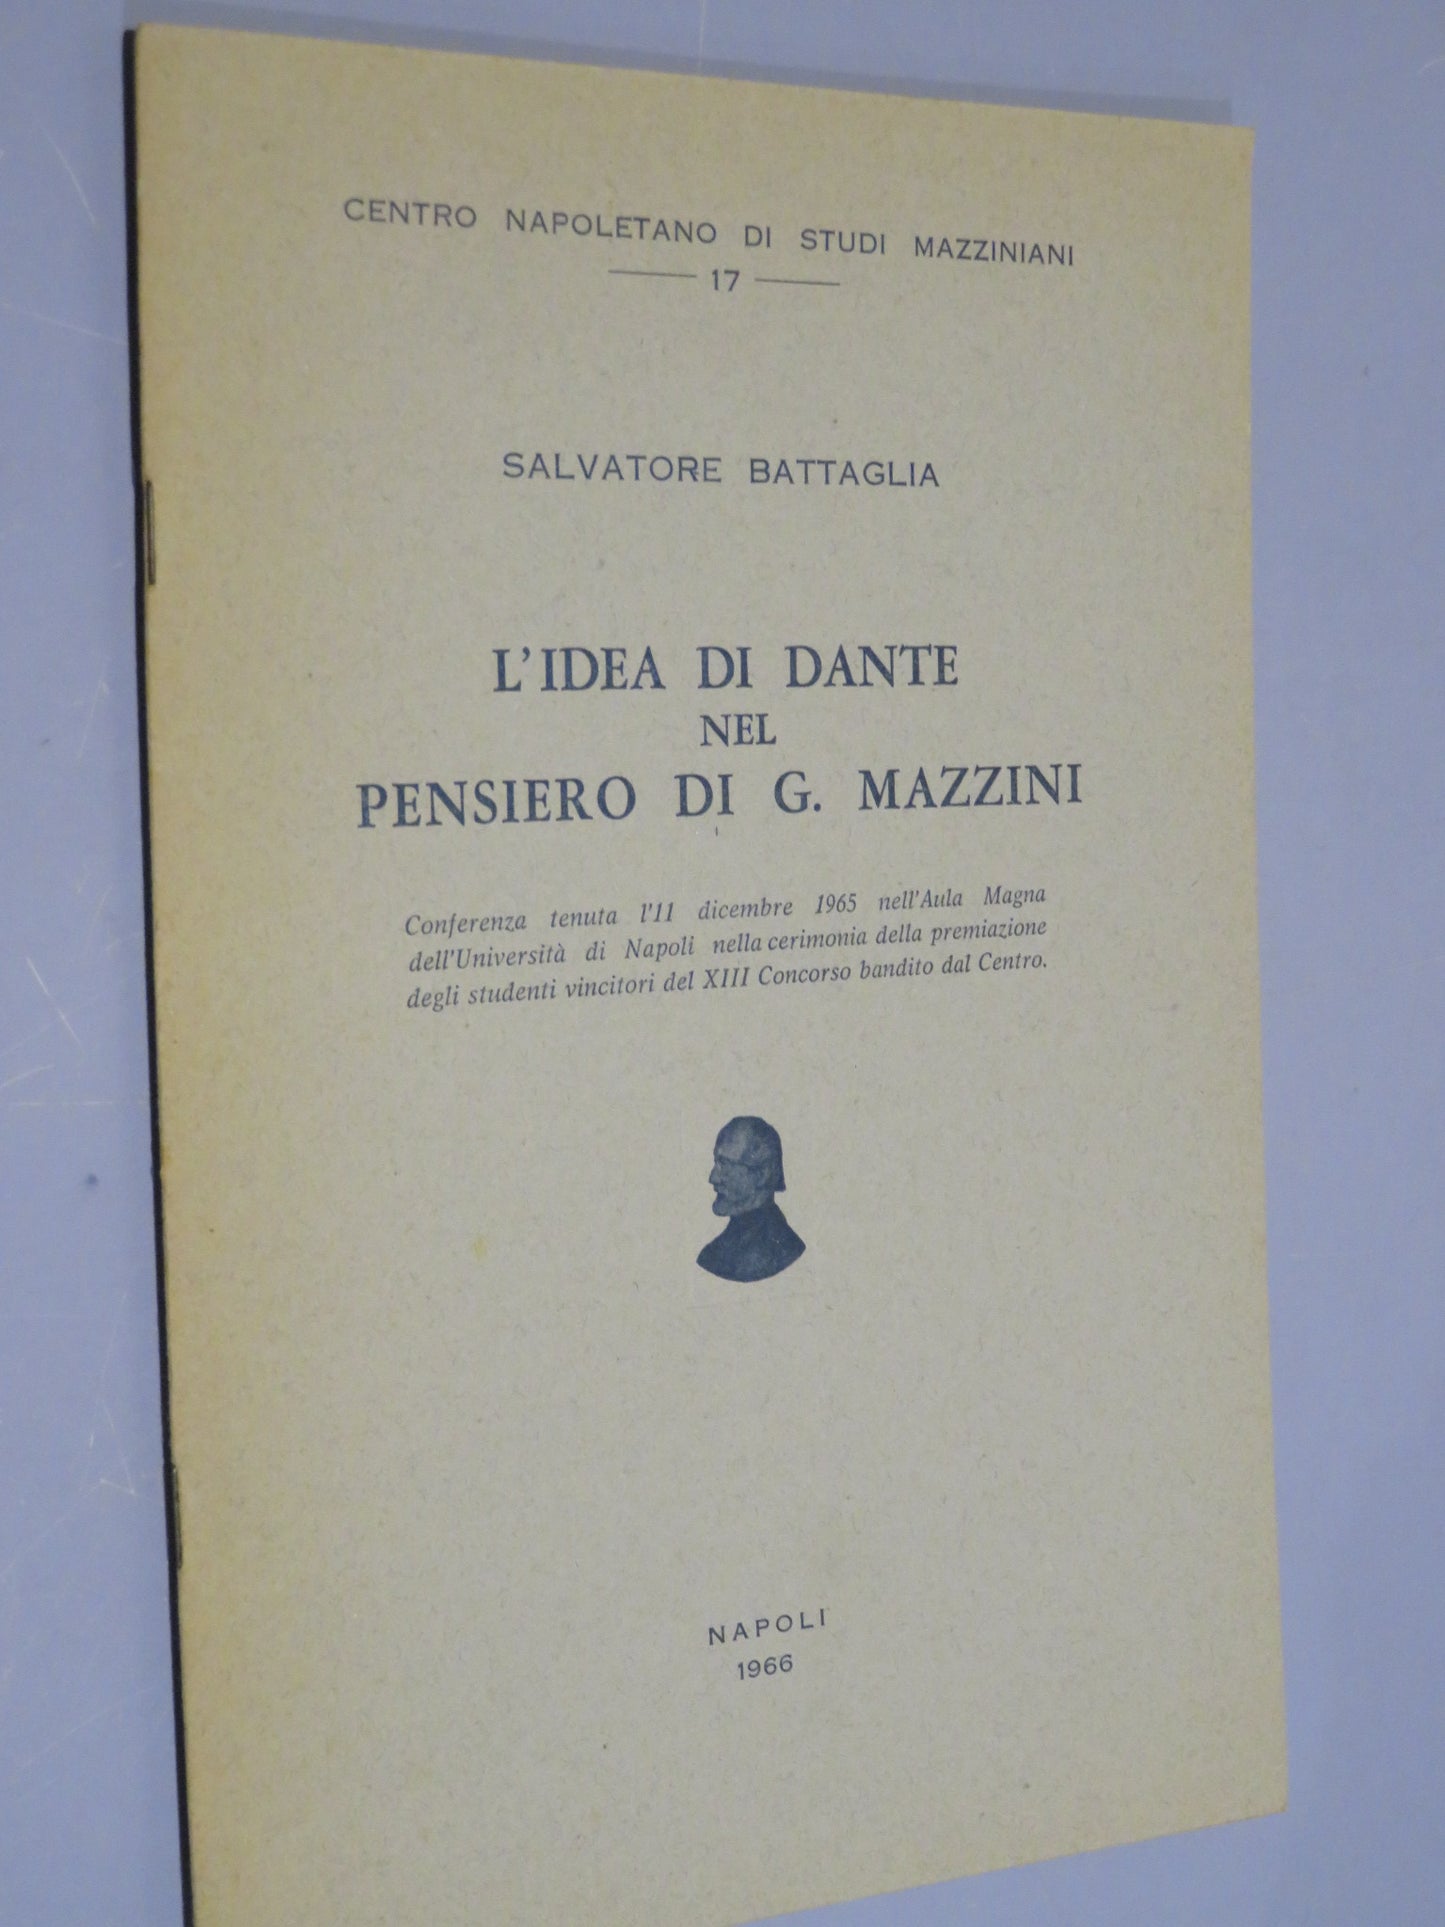 CENTRO NAPOLETANO DI STUDI MAZZINIANI
17
SALVATORE BATTAGLIA
L'IDEA DI DANTE
NEL
PENSIERO DI G. MAZZINI
Conferenza tenuta l'11 dicembre 1965 nell'Aula Magna
dell'Università di Napoli nella cerimonia della premiazione
degli studenti vincitori del XIII Concorso bandito dal Centro.
NAPOLI
1966